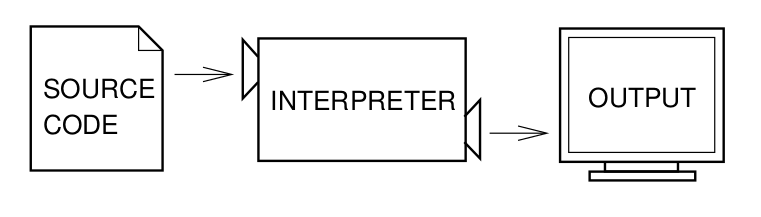 SOURCE
CODE
INTERPRETER
OUTPUT